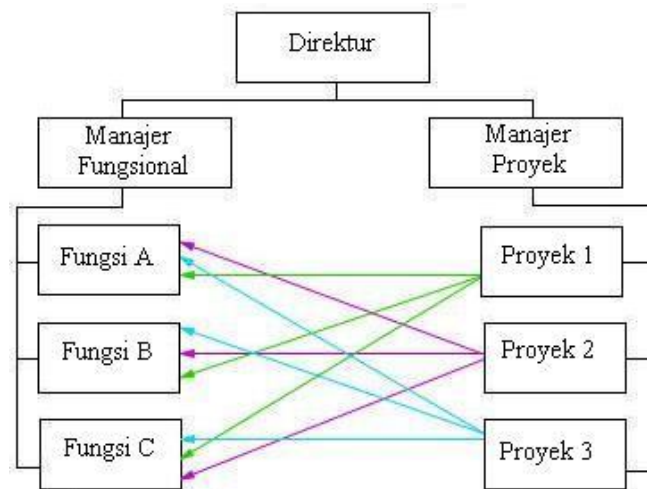 Direktur
Manajer
Fungsional
Manajer
Proyek
Fungsi A
Proyek 1
Fungsi B
Proyek 2
Fungsi C
Proyek 3